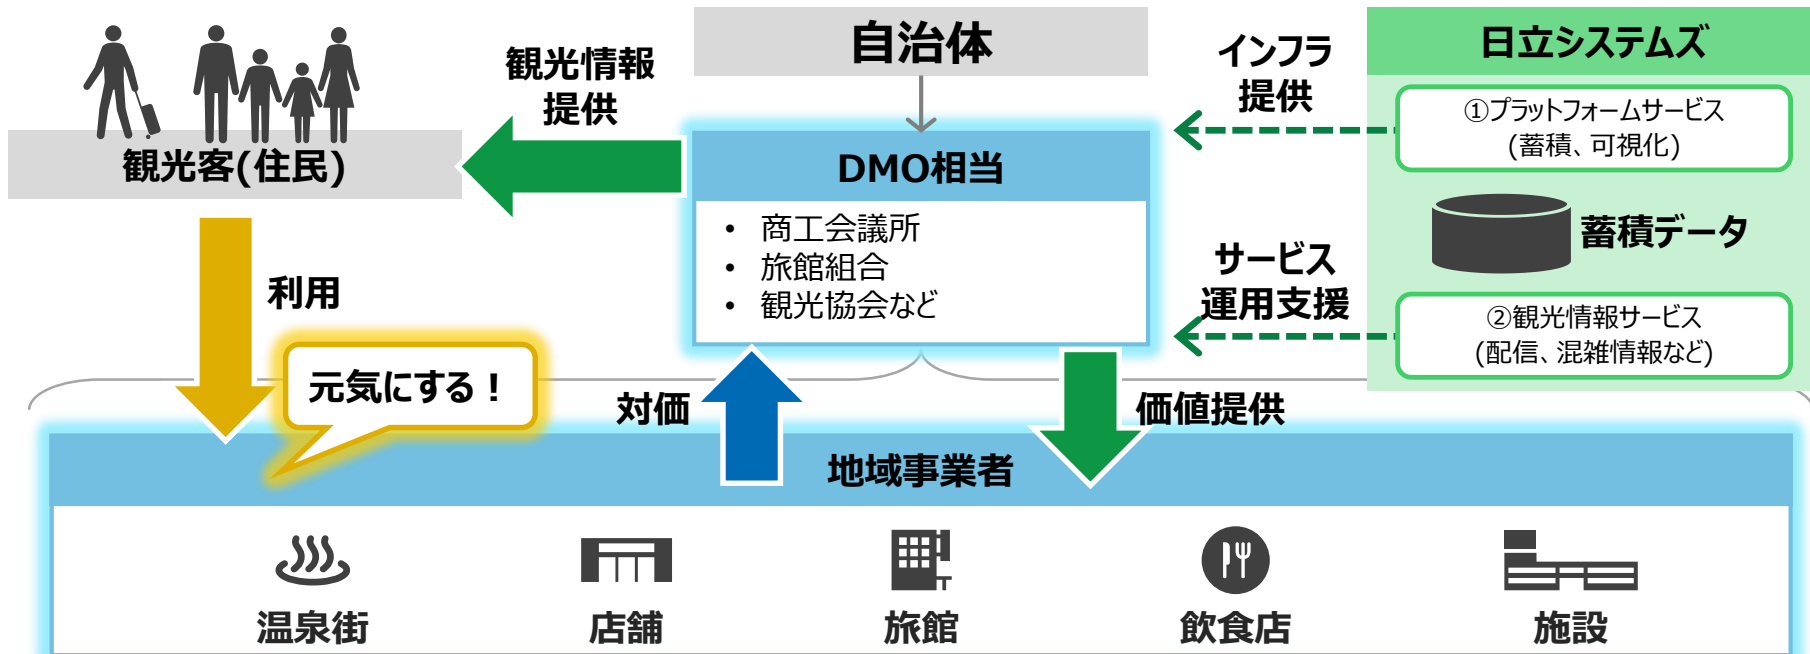 自治体
日立システムズ
観光情報
提供
インフラ
提供
①プラットフォームサービス
(蓄積、可視化)
観光客(住民)
DMO相当
• 商工会議所
• 旅館組合
• 観光協会など
蓄積データ
サービス
運用支援
②観光情報サービス
(配信、混雑情報など)
利用
元気にする！
対価
価値提供
地域事業者
温泉街
店舗
旅館
飲食店
施設